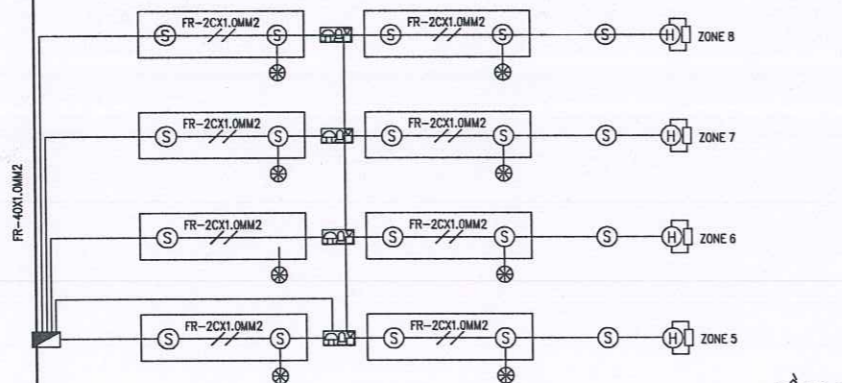 FR-2CX1.0MM2 FR-2CX1.0MM2
S S S S S H ZONE 8
FR-2CX1.0MM2 FR-2CX1.0MM2
S S S S S H ZONE 7
FR-40X1.0MM2
FR-2CX1.0MM2 FR-2CX1.0MM2
S S S S H ZONE 6
FR-2CX1.0MM2 FR-2CX1.0MM2
S S S S S H ZONE 5